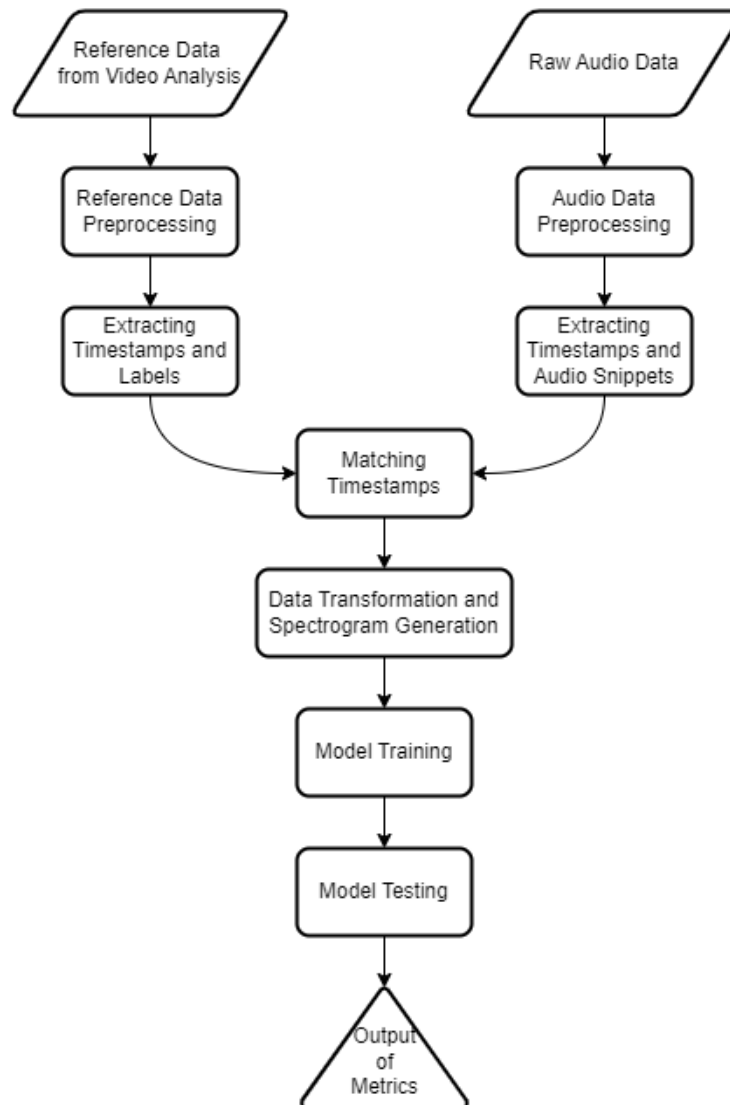 Reference Data
from Video Analysis
Raw Audio Data
Reference Data
Preprocessing
Audio Data
Preprocessing
Extracting
Timestamps and
Labels
Extracting
Timestamps and
Audio Snippets
Matching
Timestamps
Data Transformation and
Spectrogram Generation
Model Training
Model Testing
Output
of
Metrics